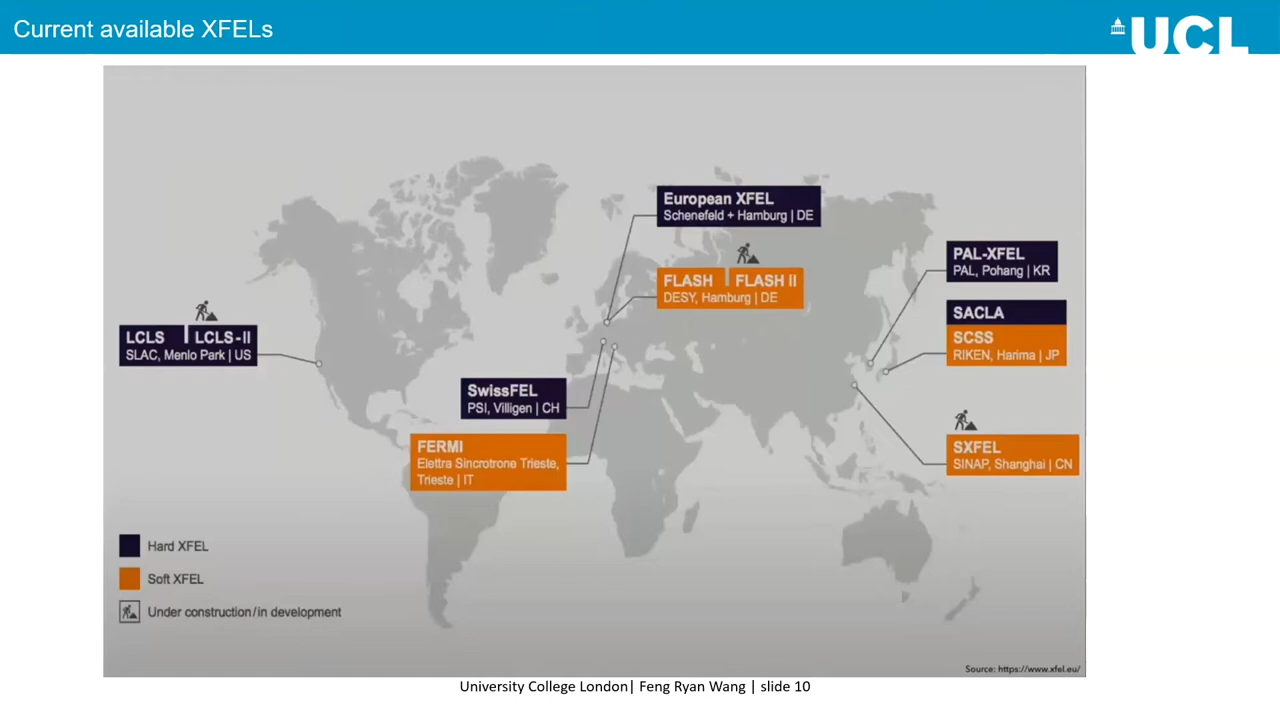 Current available XFELs
UCL
European XFEL
Schenefeld + Hamburg | DE
FLASH | FLASH II
DESY, Hamburg | DE
PAL-XFEL
PAL, Pohang | KR
SACLA
SCSS
RIKEN, Harima | JP
LCLS | LCLS-II
SLAC, Menlo Park | US
SwissFEL
PSI, Villigen | CH
FERMI
Elettra Sincrotrone Trieste,
Trieste | IT
SXFEL
SINAP, Shanghai | CN
Hard XFEL
Soft XFEL
Under construction/in development
Source: https://www.xfel.eu/
University College London| Feng Ryan Wang | slide 10